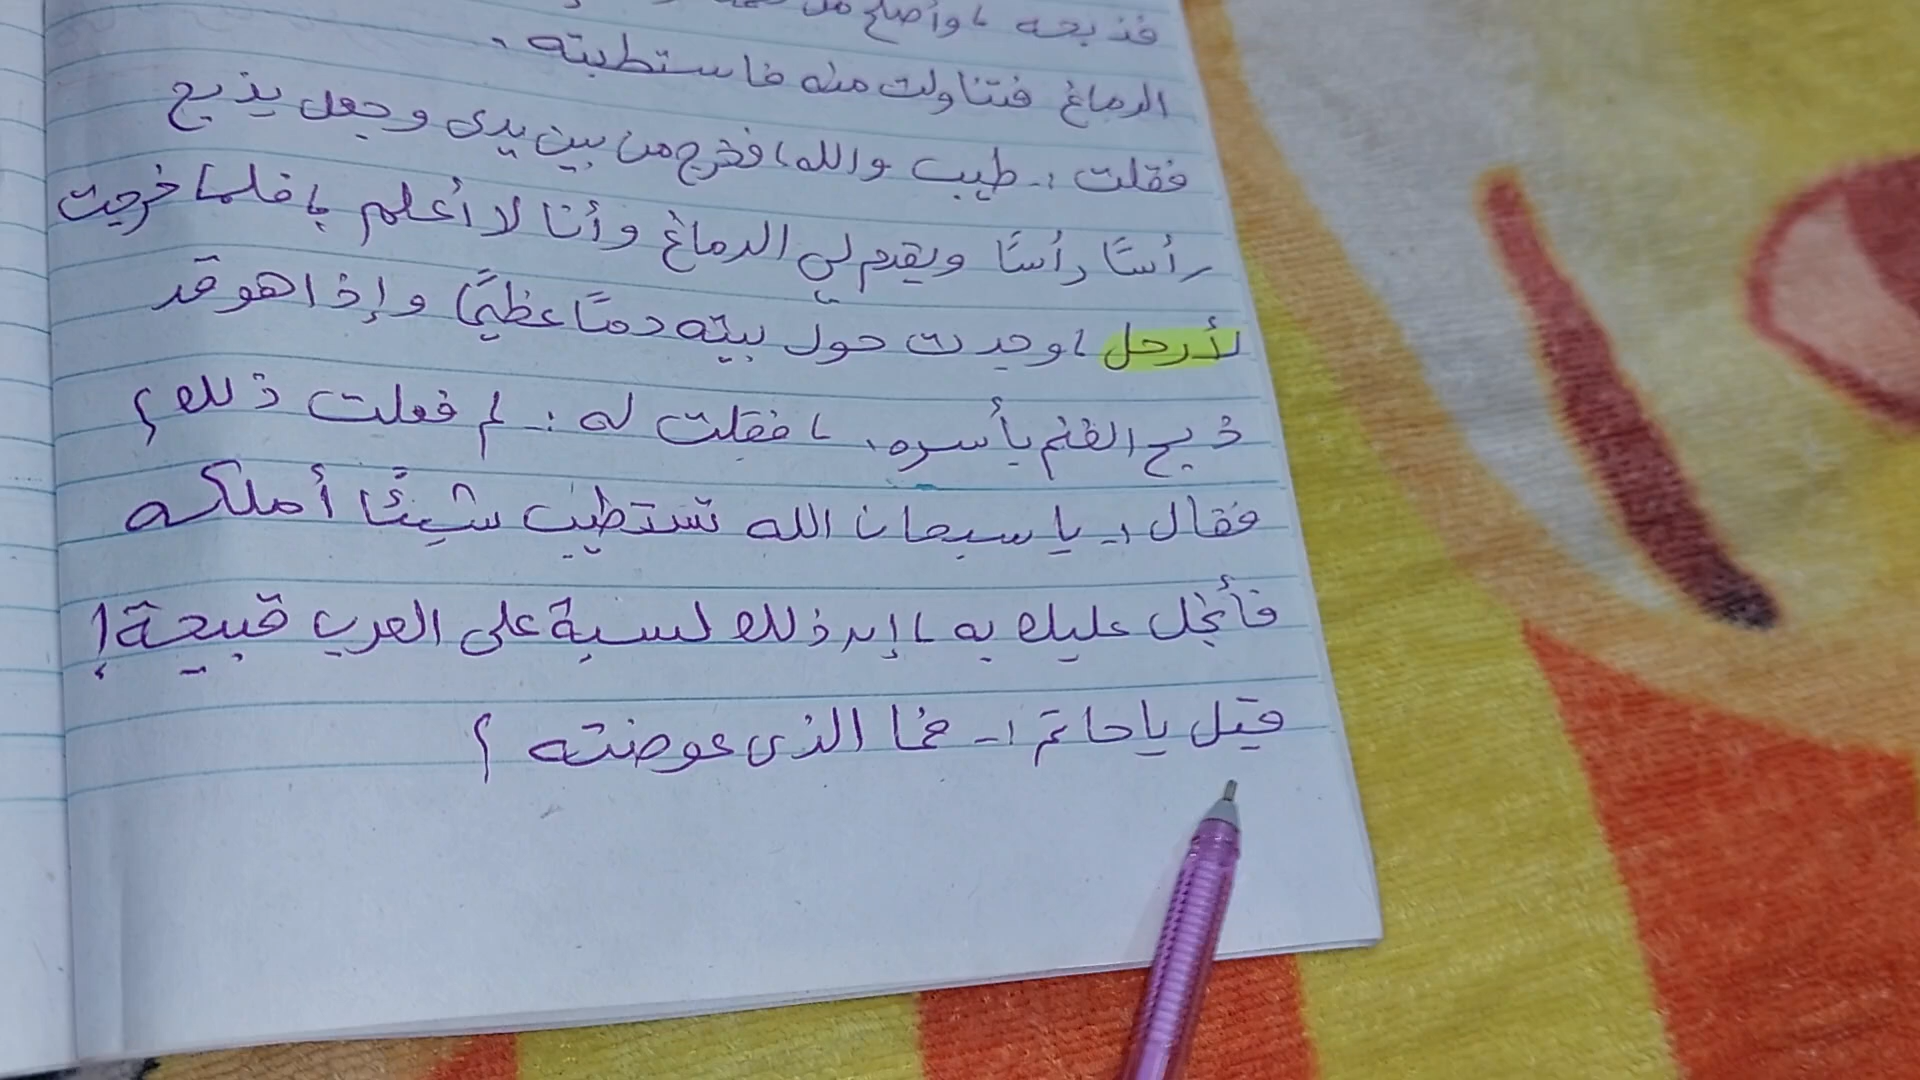 فذبحه ، وأصلح من
الدماغ فتناولت منه فاستطبته .
فقلت :- طيب والله ، فخرج من بين يدى وجعل يذبح
رأسًا رأسًا ويقدم لي الدماغ وأنا لا أعلم ، فلما خرجت
لأرحل ، وجدت حول بيته دمًا عظيمًا وإذا هو قد
ذبح الغنم بأسره ، فقلت له :- لم فعلت ذلك ؟
فقال :- يا سبحان الله تستطيب شيئًا أملكه
فأبخل عليك به ، إن ذلك لسبة على العرب قبيحة !
قيل يا حاتم :- فما الذى عوضته ؟